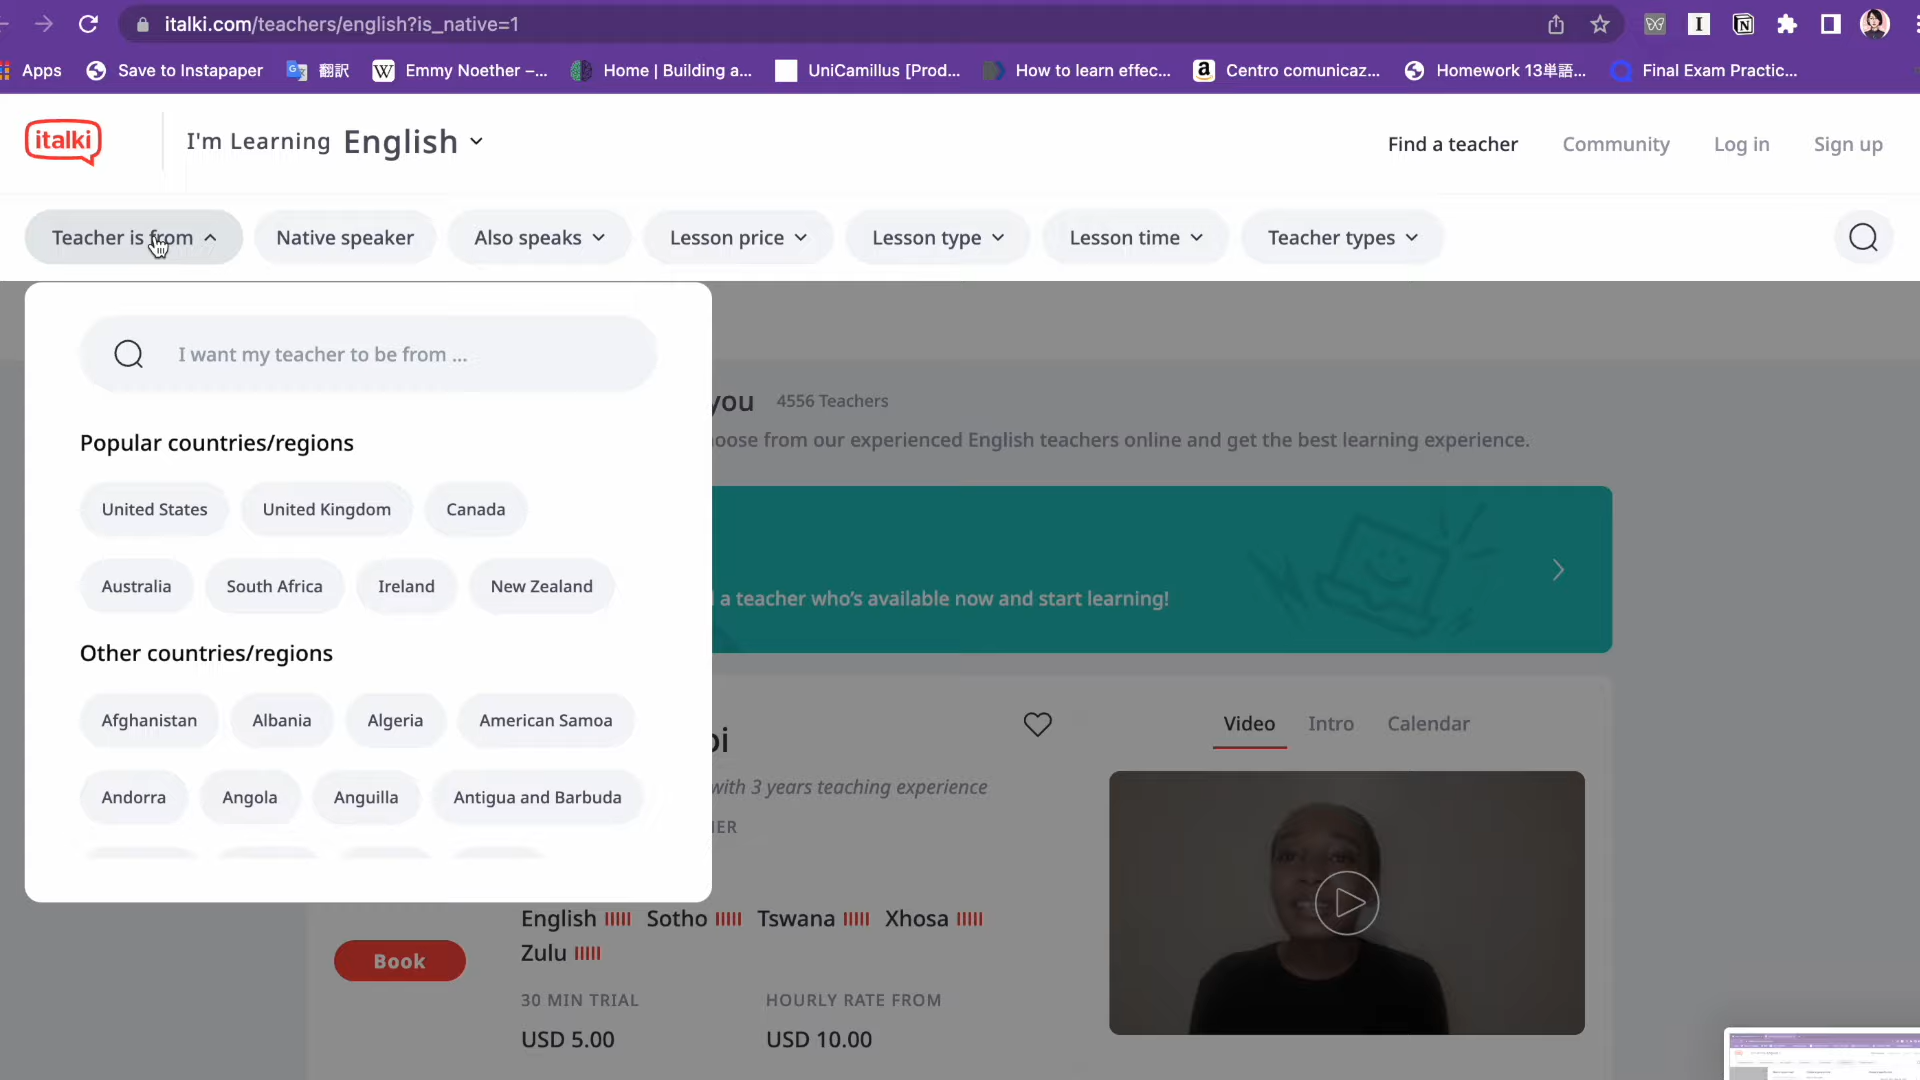 italki.com/teachers/english?is_native=1
Apps Save to Instapaper 翻訳 Emmy Noether –... Home | Building a... UniCamillus [Prod... How to learn effec... Centro comunicaz... Homework 13単語... Final Exam Practic...
italki I'm Learning English Find a teacher Community Log in Sign up
Teacher is from Native speaker Also speaks Lesson price Lesson type Lesson time Teacher types
I want my teacher to be from ...
Popular countries/regions
United States United Kingdom Canada
Australia South Africa Ireland New Zealand
Other countries/regions
Afghanistan Albania Algeria American Samoa
Andorra Angola Anguilla Antigua and Barbuda
you 4556 Teachers
oose from our experienced English teachers online and get the best learning experience.
a teacher who's available now and start learning!
Video Intro Calendar
with 3 years teaching experience
English Sotho Tswana Xhosa
Zulu
Book
30 MIN TRIAL HOURLY RATE FROM
USD 5.00 USD 10.00